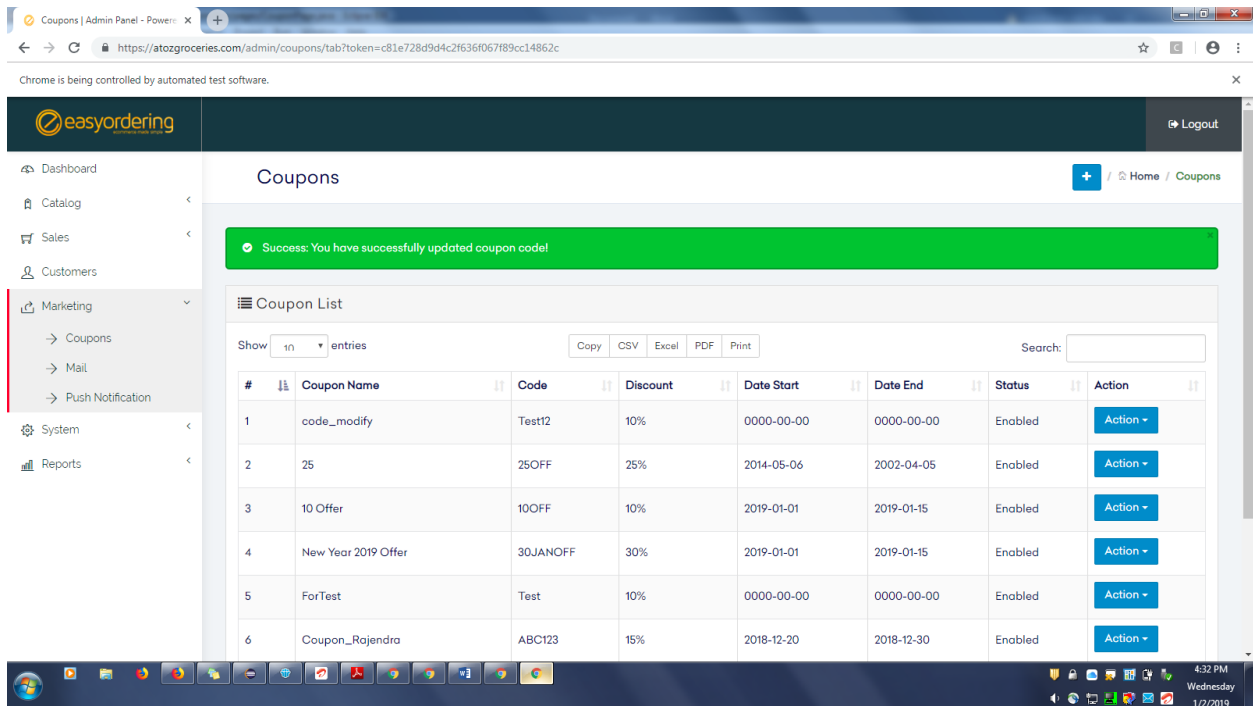 Coupons | Admin Panel - Powere
https://atozgroceries.com/admin/coupons/tab?token=c81e728d9d4c2f636f067f89cc14862c
Chrome is being controlled by automated test software.
easyordering
Logout
Dashboard
Catalog
Sales
Customers
Marketing
Coupons
Mail
Push Notification
System
Reports
Coupons
+ / Home / Coupons
Success: You have successfully updated coupon code!
Coupon List
Show 10 entries
Copy CSV Excel PDF Print
Search:
# Coupon Name Code Discount Date Start Date End Status Action
1 code_modify Test12 10% 0000-00-00 0000-00-00 Enabled Action
2 25 25OFF 25% 2014-05-06 2002-04-05 Enabled Action
3 10 Offer 10OFF 10% 2019-01-01 2019-01-15 Enabled Action
4 New Year 2019 Offer 30JANOFF 30% 2019-01-01 2019-01-15 Enabled Action
5 ForTest Test 10% 0000-00-00 0000-00-00 Enabled Action
6 Coupon_Rajendra ABC123 15% 2018-12-20 2018-12-30 Enabled Action
4:32 PM
Wednesday
1/2/2019